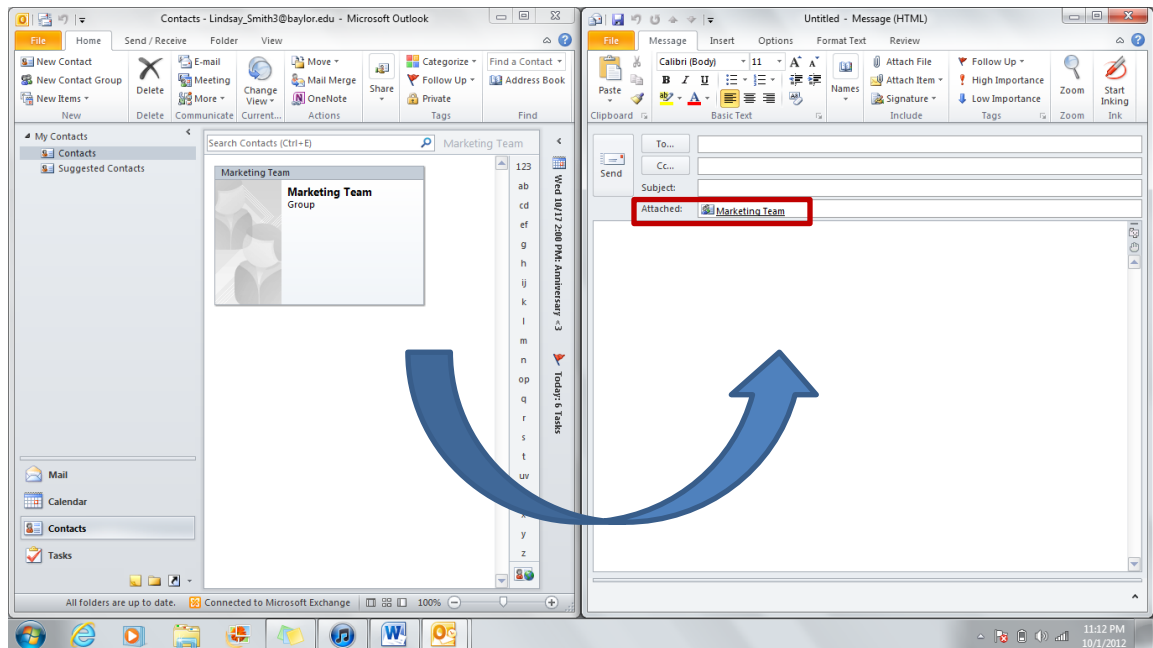 Contacts - Lindsay_Smith3@baylor.edu - Microsoft Outlook
File Home Send / Receive Folder View
New Contact
New Contact Group
New Items
New
Delete
Delete
E-mail
Meeting
More
Communicate
Change View
Current...
Move
Mail Merge
OneNote
Actions
Share
Categorize
Follow Up
Private
Tags
Find a Contact
Address Book
Find
My Contacts
Contacts
Suggested Contacts
Search Contacts (Ctrl+E)
Marketing Team
Marketing Team
Marketing Team
Group
123
ab
cd
ef
g
h
ij
k
l
m
n
op
q
r
s
t
uv
x
y
z
Wed 10/17 2:00 PM: Anniversary <3
Today: 6 Tasks
Mail
Calendar
Contacts
Tasks
All folders are up to date. Connected to Microsoft Exchange 100%
Untitled - Message (HTML)
File Message Insert Options Format Text Review
Paste
Clipboard
Calibri (Body) 11 A A
B I U
ab A
Basic Text
Names
Attach File
Attach Item
Signature
Include
Follow Up
High Importance
Low Importance
Tags
Zoom
Zoom
Start Inking
Ink
Send
To...
Cc...
Subject:
Attached: Marketing Team
11:12 PM
10/1/2012